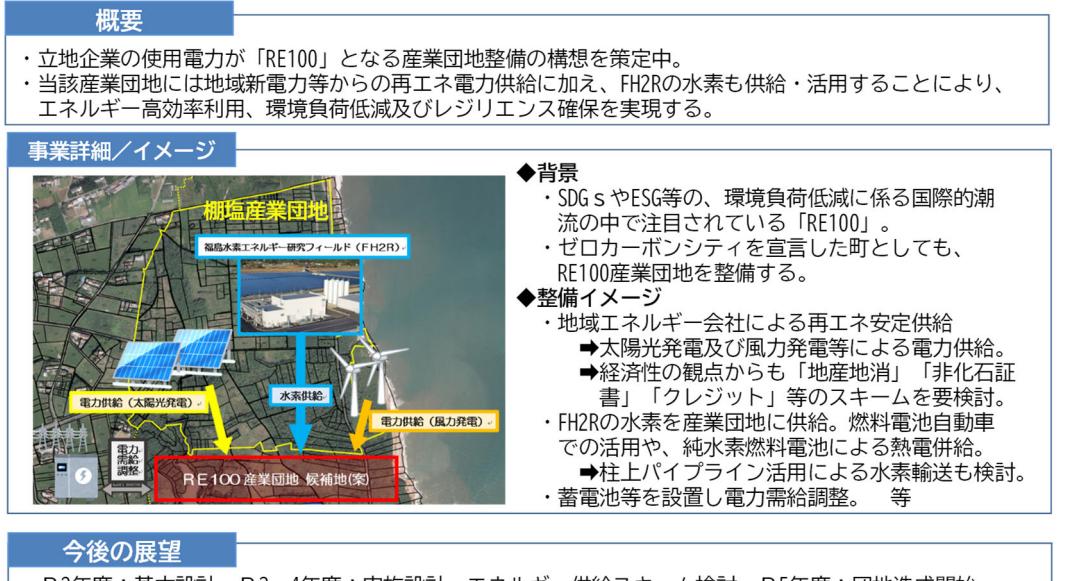 概要
・立地企業の使用電力が「RE100」となる産業団地整備の構想を策定中。
・当該産業団地には地域新電力等からの再エネ電力供給に加え、FH2Rの水素も供給・活用することにより、
エネルギー高効率利用、環境負荷低減及びレジリエンス確保を実現する。
事業詳細／イメージ
棚塩産業団地
福島水素エネルギー研究フィールド（FH2R）
電力供給（太陽光発電）
水素供給
電力供給（風力発電）
電力
需給
調整
RE100産業団地 候補地(案)
◆背景
・SDGｓやESG等の、環境負荷低減に係る国際的潮
流の中で注目されている「RE100」。
・ゼロカーボンシティを宣言した町としても、
RE100産業団地を整備する。
◆整備イメージ
・地域エネルギー会社による再エネ安定供給
➡太陽光発電及び風力発電等による電力供給。
➡経済性の観点からも「地産地消」「非化石証
書」「クレジット」等のスキームを要検討。
・FH2Rの水素を産業団地に供給。燃料電池自動車
での活用や、純水素燃料電池による熱電併給。
➡柱上パイプライン活用による水素輸送も検討。
・蓄電池等を設置し電力需給調整。　等
今後の展望